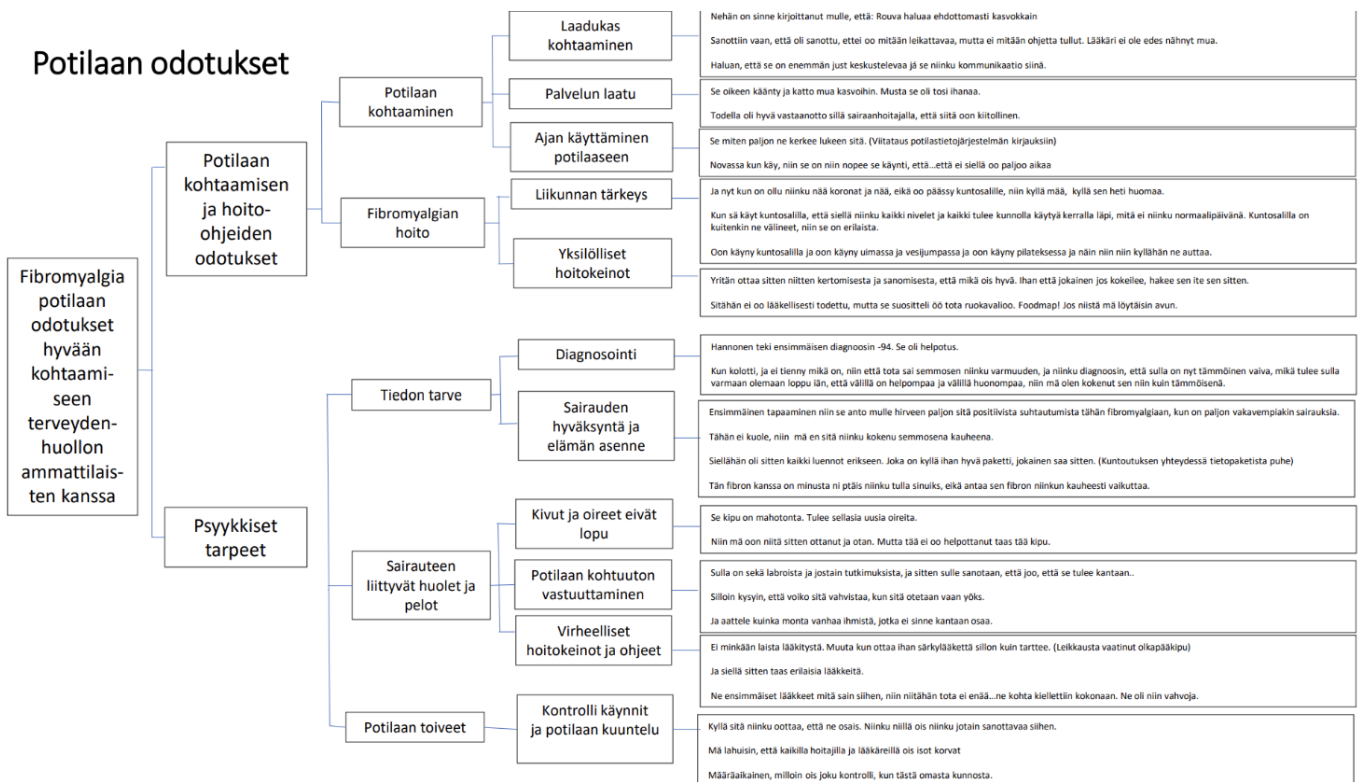 Potilaan odotukset
Fibromyalgia
potilaan
odotukset
hyvään
kohtaami-
seen
terveyden-
huollon
ammattilais-
ten kanssa
Potilaan
kohtaamisen
ja hoito-
ohjeiden
odotukset
Potilaan
kohtaaminen
Laadukas
kohtaaminen
Nehän on sinne kirjoittanut mulle, että: Rouva haluaa ehdottomasti kasvokkain
Sanottiin vaan, että oli sanottu, ettei oo mitään leikattavaa, mutta ei mitään ohjetta tullut. Lääkäri ei ole edes nähnyt mua.
Haluan, että se on enemmän just keskustelevaa já se niinku kommunikaatio siinä.
Palvelun laatu
Se oikeen käänty ja katto mua kasvoihin. Musta se oli tosi ihanaa.
Todella oli hyvä vastaanotto sillä sairaanhoitajalla, että siitä oon kiitollinen.
Ajan käyttäminen
potilaaseen
Se miten paljon ne kerkee lukeen sitä. (Viitataus potilastietojärjestelmän kirjauksiin)
Novassa kun käy, niin se on niin nopee se käynti, että...että ei siellä oo paljoo aikaa
Fibromyalgian
hoito
Liikunnan tärkeys
Ja nyt kun on ollu niinku nää koronat ja nää, eikä oo päässy kuntosalille, niin kyllä mää, kyllä sen heti huomaa.
Kun sä käyt kuntosalilla, että siellä niinku kaikki nivelet ja kaikki tulee kunnolla käytyä kerralla läpi, mitä ei niinku normaalipäivänä. Kuntosalilla on
kuitenkin ne välineet, niin se on erilaista.
Oon käyny kuntosalilla ja oon käyny uimassa ja vesijumpassa ja oon käyny pilateksessa ja näin niin niin kyllähän ne auttaa.
Yksilölliset
hoitokeinot
Yritän ottaa sitten niitten kertomisesta ja sanomisesta, että mikä ois hyvä. Ihan että jokainen jos kokeilee, hakee sen ite sen sitten.
Sitähän ei oo lääkellisesti todettu, mutta se suositteli öö tota ruokavalioo. Foodmap! Jos niistä mä löytäisin avun.
Psyykkiset
tarpeet
Tiedon tarve
Diagnosointi
Hannonen teki ensimmäisen diagnoosin -94. Se oli helpotus.
Kun kolotti, ja ei tienny mikä on, niin että tota sai semmosen niinku varmuuden, ja niinku diagnoosin, että sulla on nyt tämmöinen vaiva, mikä tulee sulla
varmaan olemaan loppu iän, että välillä on helpompaa ja välillä huonompaa, niin mä olen kokenut sen niin kuin tämmöisenä.
Sairauden
hyväksyntä ja
elämän asenne
Ensimmäinen tapaaminen niin se anto mulle hirveen paljon sitä positiivista suhtautumista tähän fibromyalgiaan, kun on paljon vakavempiakin sairauksia.
Tähän ei kuole, niin mä en sitä niinku kokenu semmosena kauheena.
Siellähän oli sitten kaikki luennot erikseen. Joka on kyllä ihan hyvä paketti, jokainen saa sitten. (Kuntoutuksen yhteydessä tietopaketista puhe)
Tän fibron kanssa on minusta ni ptäis niinku tulla sinuiks, eikä antaa sen fibron niinkun kauheesti vaikuttaa.
Sairauteen
liittyvät huolet ja
pelot
Kivut ja oireet eivät
lopu
Se kipu on mahotonta. Tulee sellasia uusia oireita.
Niin mä oon niitä sitten ottanut ja otan. Mutta tää ei oo helpottanut taas tää kipu.
Potilaan kohtuuton
vastuuttaminen
Sulla on sekä labroista ja jostain tutkimuksista, ja sitten sulle sanotaan, että joo, että se tulee kantaan..
Silloin kysyin, että voiko sitä vahvistaa, kun sitä otetaan vaan yöks.
Ja aattele kuinka monta vanhaa ihmistä, jotka ei sinne kantaan osaa.
Virheelliset
hoitokeinot ja ohjeet
Ei minkään laista lääkitystä. Muuta kun ottaa ihan särkylääkettä sillon kuin tarttee. (Leikkausta vaatinut olkapääkipu)
Ja siellä sitten taas erilaisia lääkkeitä.
Ne ensimmäiset lääkkeet mitä sain siihen, niin niitähän tota ei enää...ne kohta kiellettiin kokonaan. Ne oli niin vahvoja.
Potilaan toiveet
Kontrolli käynnit
ja potilaan kuuntelu
Kyllä sitä niinku oottaa, että ne osais. Niinku niillä ois niinku jotain sanottavaa siihen.
Mä lahuisin, että kaikilla hoitajilla ja lääkäreillä ois isot korvat
Määräaikainen, milloin ois joku kontrolli, kun tästä omasta kunnosta.